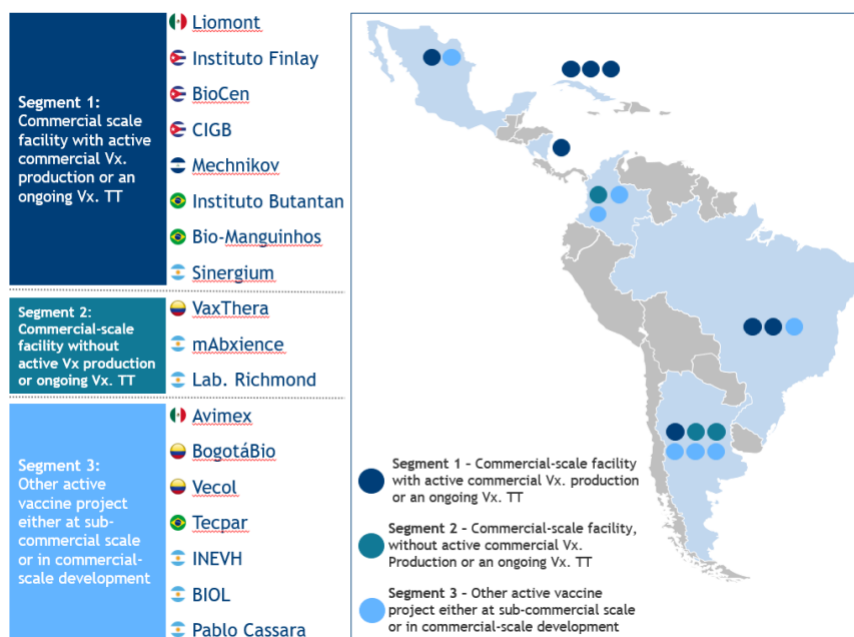 Segment 1:
Commercial scale
facility with active
commercial Vx.
production or an
ongoing Vx. TT
Liomont
Instituto Finlay
BioCen
CIGB
Mechnikov
Instituto Butantan
Bio-Manguinhos
Sinergium
Segment 2:
Commercial-scale
facility without
active Vx production
or ongoing Vx. TT
VaxThera
mAbxience
Lab. Richmond
Segment 3:
Other active
vaccine project
either at sub-
commercial scale
or in commercial-
scale development
Avimex
BogotáBio
Vecol
Tecpar
INEVH
BIOL
Pablo Cassara
Segment 1 – Commercial-scale facility
with active commercial Vx. production
or an ongoing Vx. TT
Segment 2 – Commercial-scale facility,
without active commercial Vx.
Production or an ongoing Vx. TT
Segment 3 – Other active vaccine
project either at sub-commercial scale
or in commercial-scale development